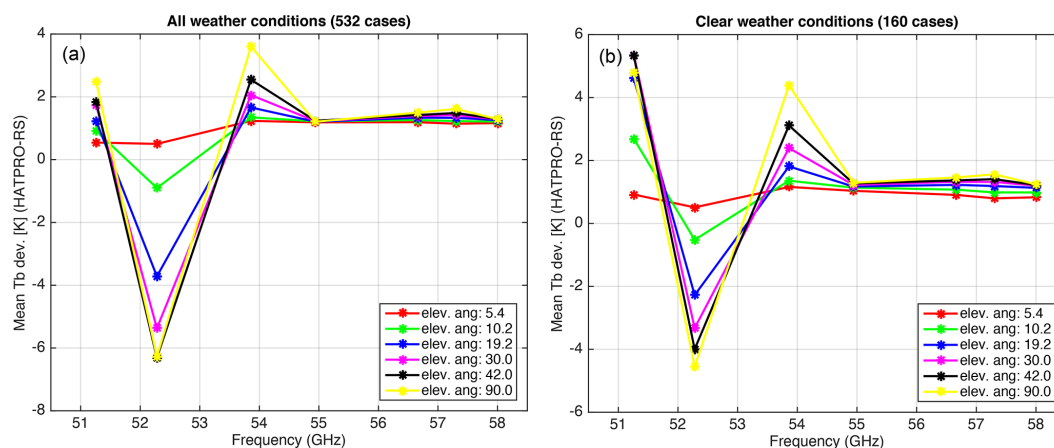 All weather conditions (532 cases)
(a)
Mean Tb dev. [K] (HATPRO-RS)
4
2
0
-2
-4
-6
-8
elev. ang: 5.4
elev. ang: 10.2
elev. ang: 19.2
elev. ang: 30.0
elev. ang: 42.0
elev. ang: 90.0
51 52 53 54 55 56 57 58
Frequency (GHz)
Clear weather conditions (160 cases)
(b)
Mean Tb dev. [K] (HATPRO-RS)
6
4
2
0
-2
-4
-6
elev. ang: 5.4
elev. ang: 10.2
elev. ang: 19.2
elev. ang: 30.0
elev. ang: 42.0
elev. ang: 90.0
51 52 53 54 55 56 57 58
Frequency (GHz)